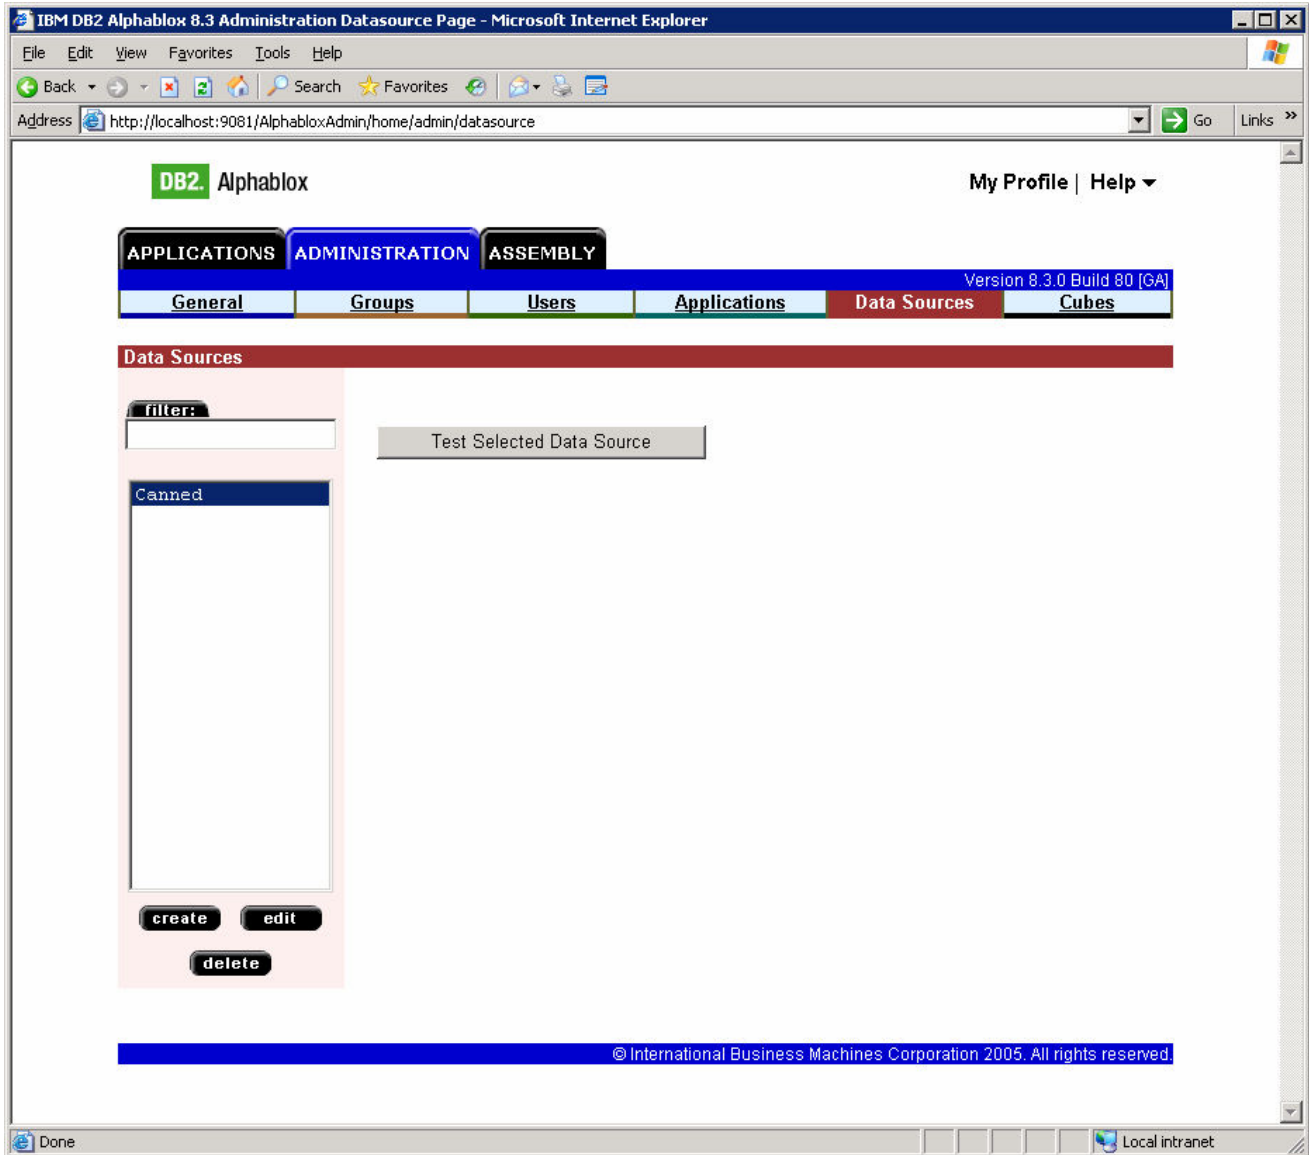 IBM DB2 Alphablox 8.3 Administration Datasource Page - Microsoft Internet Explorer
File Edit View Favorites Tools Help
Back Search Favorites
Address http://localhost:9081/AlphabloxAdmin/home/admin/datasource Go Links »
DB2. Alphablox My Profile | Help
APPLICATIONS ADMINISTRATION ASSEMBLY
Version 8.3.0 Build 80 [GA]
General Groups Users Applications Data Sources Cubes
Data Sources
filter:
Test Selected Data Source
Canned
create edit
delete
© International Business Machines Corporation 2005. All rights reserved.
Done Local intranet